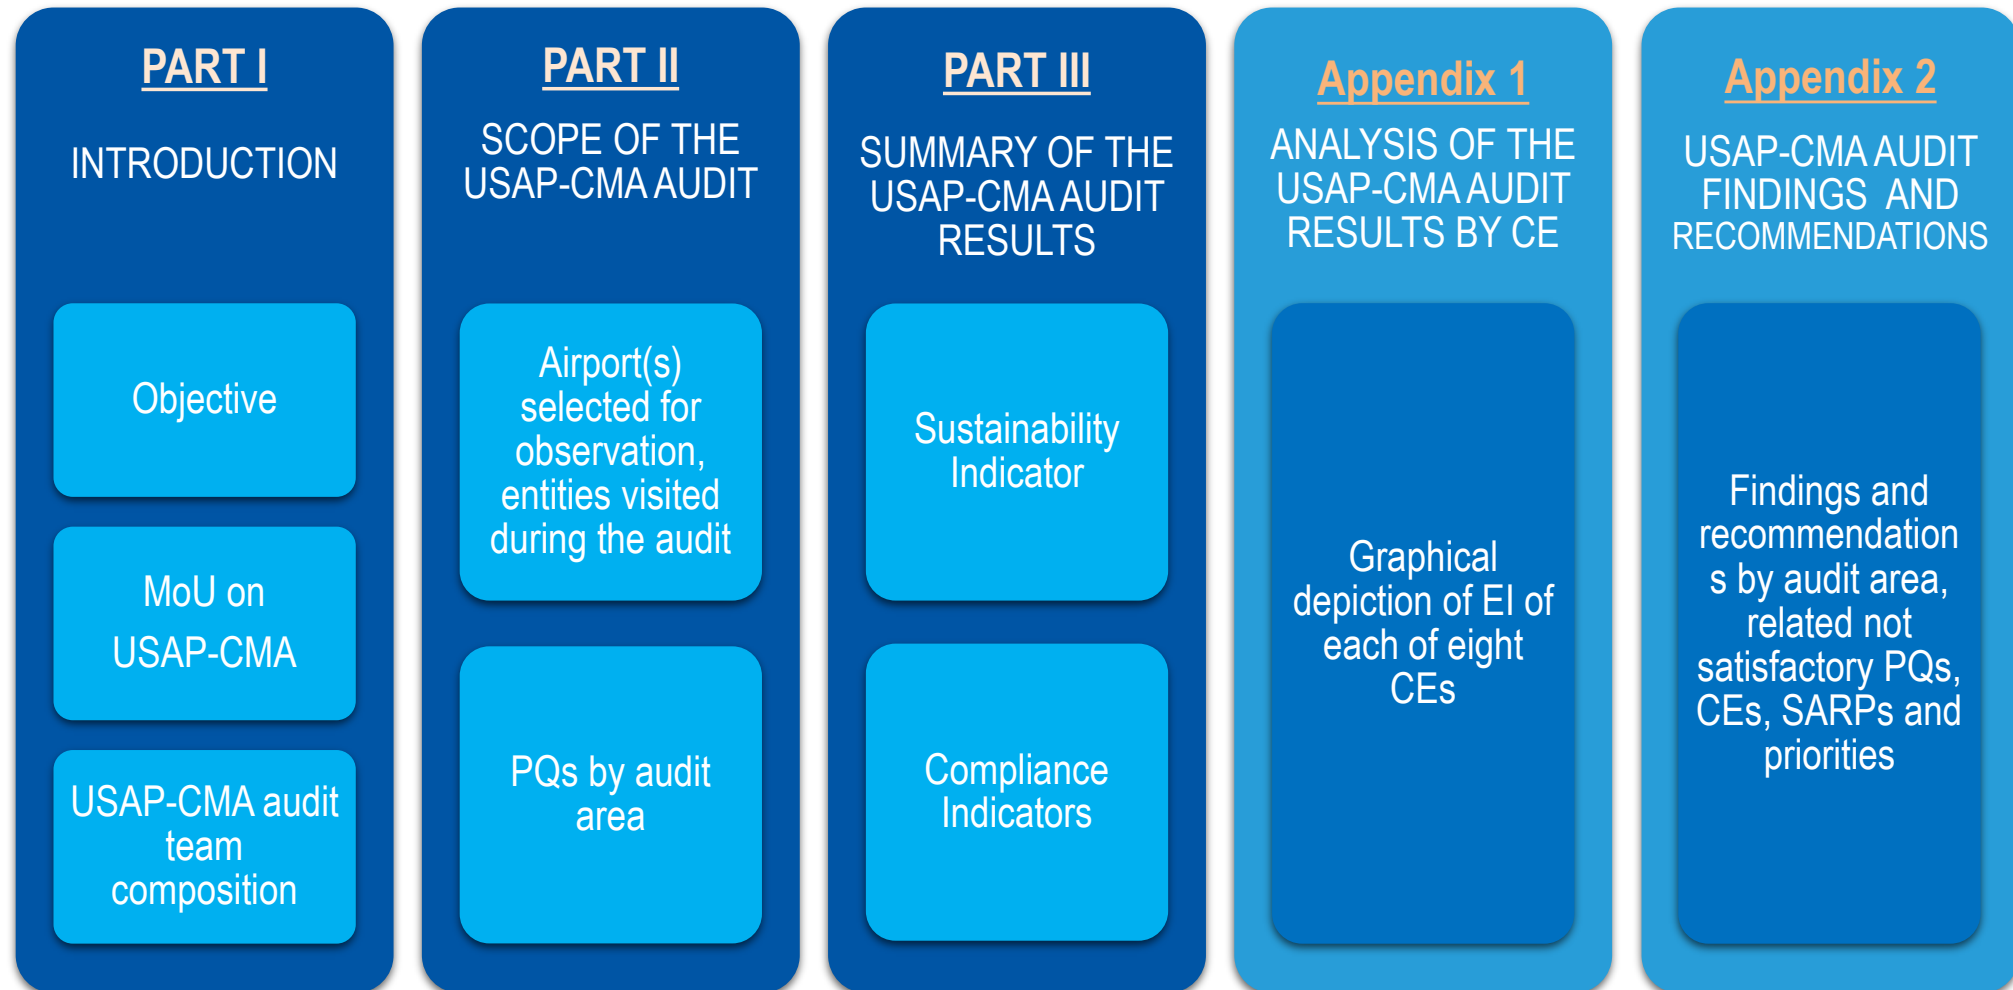 PART I
INTRODUCTION
Objective
MoU on
USAP-CMA
USAP-CMA audit
team
composition
PART II
SCOPE OF THE
USAP-CMA AUDIT
Airport(s)
selected for
observation,
entities visited
during the audit
PQs by audit
area
PART III
SUMMARY OF THE
USAP-CMA AUDIT
RESULTS
Sustainability
Indicator
Compliance
Indicators
Appendix 1
ANALYSIS OF THE
USAP-CMA AUDIT
RESULTS BY CE
Graphical
depiction of EI of
each of eight
CEs
Appendix 2
USAP-CMA AUDIT
FINDINGS AND
RECOMMENDATIONS
Findings and
recommendation
s by audit area,
related not
satisfactory PQs,
CEs, SARPs and
priorities